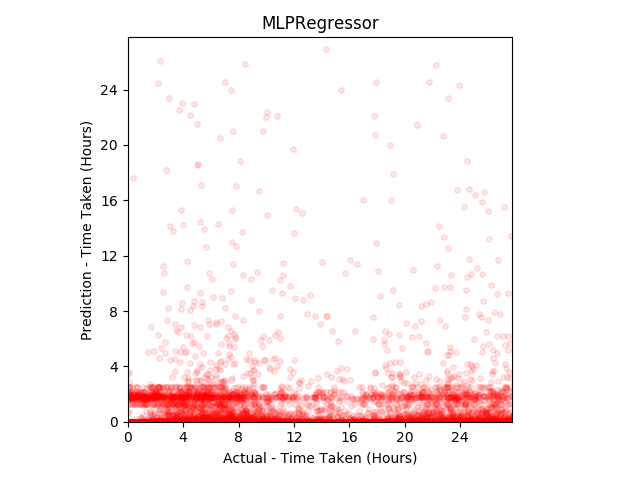 MLPRegressor
Prediction - Time Taken (Hours)
24
20
16
12
8
4
0
0 4 8 12 16 20 24
Actual - Time Taken (Hours)